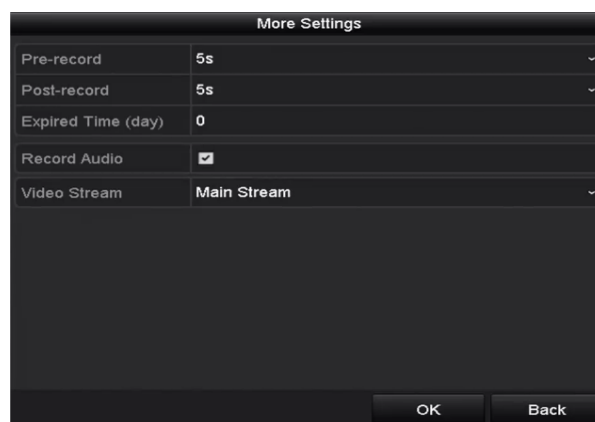 More Settings
Pre-record 5s
Post-record 5s
Expired Time (day) 0
Record Audio
Video Stream Main Stream
OK Back